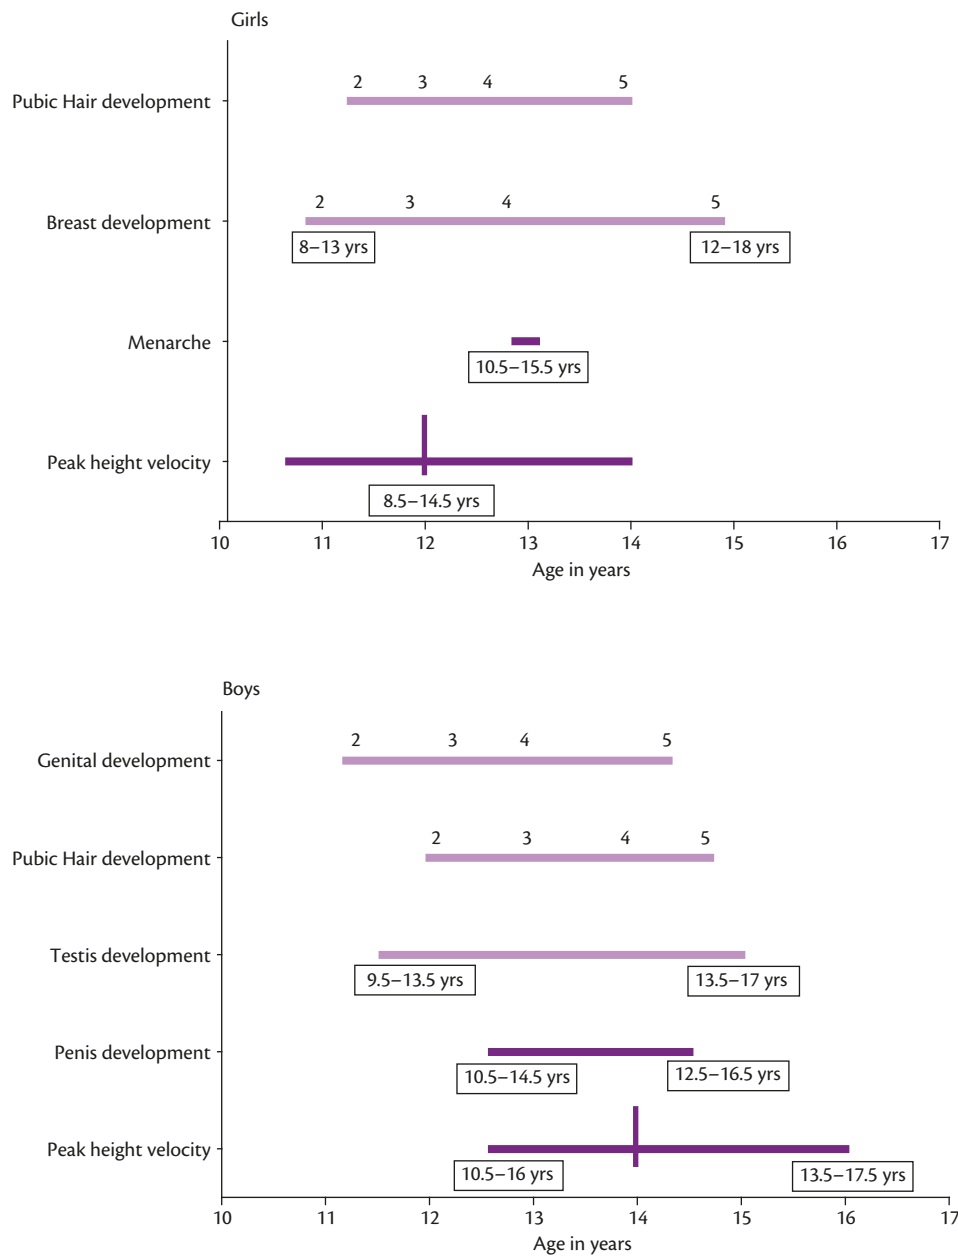 Girls
2 3 4 5
Pubic Hair development
2 3 4 5
Breast development
8–13 yrs 12–18 yrs
Menarche
10.5–15.5 yrs
Peak height velocity
8.5–14.5 yrs
10 11 12 13 14 15 16 17
Age in years
Boys
2 3 4 5
Genital development
2 3 4 5
Pubic Hair development
Testis development
9.5–13.5 yrs 13.5–17 yrs
Penis development
10.5–14.5 yrs 12.5–16.5 yrs
Peak height velocity
10.5–16 yrs 13.5–17.5 yrs
10 11 12 13 14 15 16 17
Age in years